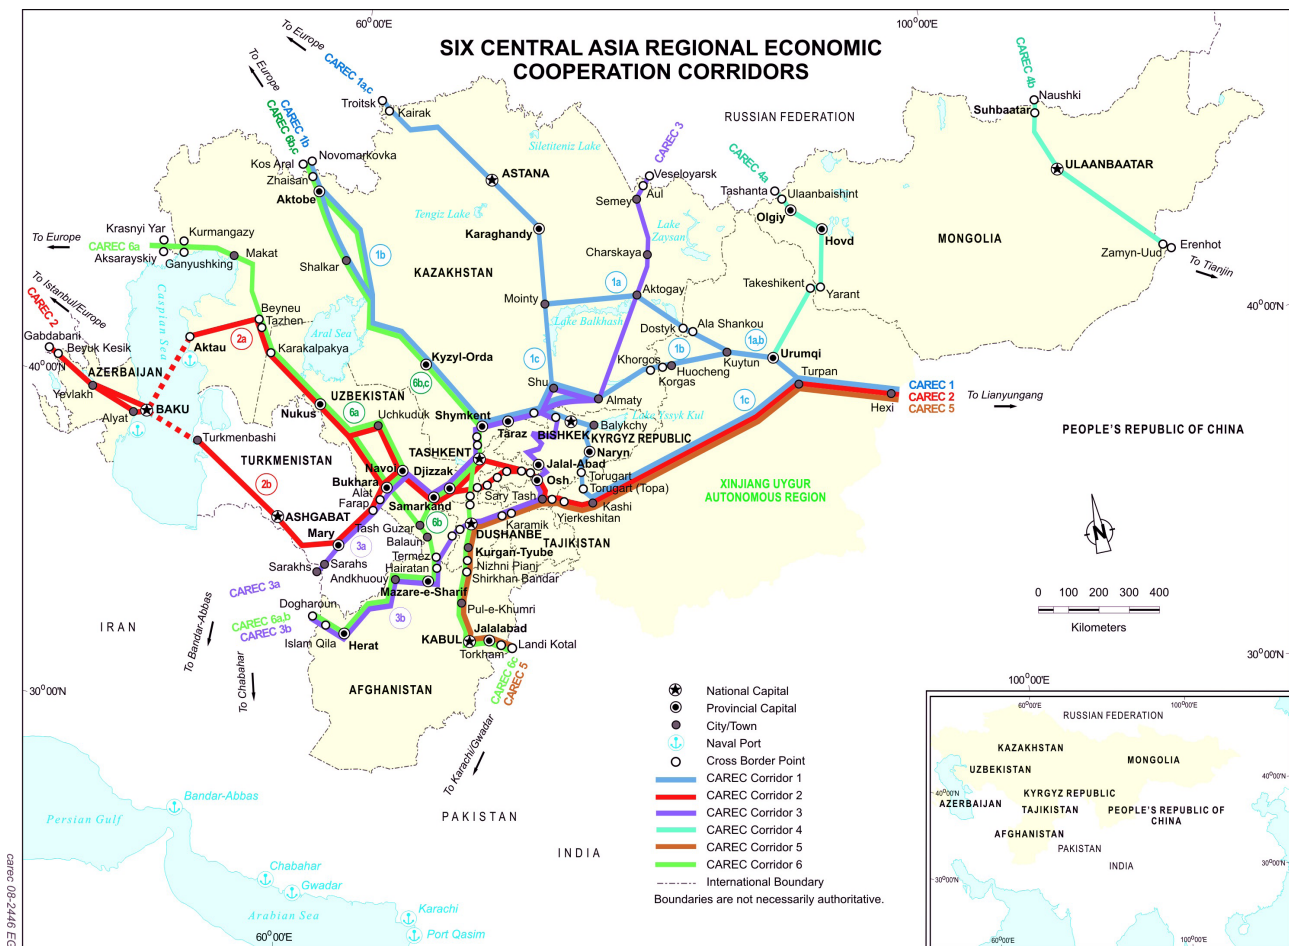 60°00'E
100°00'E
SIX CENTRAL ASIA REGIONAL ECONOMIC
COOPERATION CORRIDORS
To Europe
CAREC 1a,c
To Europe
CAREC 1b
CAREC 6b,c
Troitsk
Kairak
RUSSIAN FEDERATION
CAREC 4b
Naushki
Suhbaatar
Siletiteniz Lake
CAREC 3
CAREC 4a
Novomarkovka
Kos Aral
Zhaisan
Aktobe
ASTANA
Veseloyarsk
Aul
Semey
Tashanta
Ulaanbaishint
Olgiy
ULAANBAATAR
Tengiz Lake
Karaghandy
Lake
Zaysan
Hovd
MONGOLIA
Krasnyi Yar
Kurmangazy
To Europe
CAREC 6a
Aksarayskiy
Ganyushking
Makat
1b
Shalkar
KAZAKHSTAN
Charskaya
Zamyn-Uud
Erenhot
To Tianjin
To Istanbul/Europe
CAREC 2
Caspian Sea
Mointy
1a
Aktogay
Takeshikent
Yarant
40°00'N
Beyneu
Tazhen
Aral Sea
Lake Balkhash
Dostyk
Ala Shankou
Gabdabani
Beyuk Kesik
Aktau
2a
Karakalpakya
Kyzyl-Orda
1c
Khorgos
1b
1a,b
Urumqi
40°00'N
AZERBAIJAN
Yevlakh
6b,c
Shu
Huocheng
Korgas
Kuytun
Turpan
UZBEKISTAN
Almaty
1c
CAREC 1
CAREC 2
CAREC 5
To Lianyungang
Hexi
BAKU
Alyat
Nukus
6a
Uchkuduk
Shymkent
Taraz
Lake Yssyk Kul
BISHKEK
Balykchy
KYRGYZ REPUBLIC
PEOPLE'S REPUBLIC OF CHINA
Turkmenbashi
TURKMENISTAN
TASHKENT
Naryn
Navoi
Djizzak
Jalal-Abad
Torugart
2b
Bukhara
Alat
Farap
Samarkand
Osh
Sary Tash
Torugart (Topa)
Kashi
Yierkeshitan
XINJIANG UYGUR
AUTONOMOUS REGION
ASHGABAT
Mary
Tash Guzar
6b
Karamik
N
3a
Balaun
DUSHANBE
TAJIKISTAN
Sarakhs
Sarahs
Termez
Kurgan-Tyube
CAREC 3a
Andkhuouy
Hairatan
Nizhni Pianj
Shirkhan Bandar
Mazare-e-Sharif
0 100 200 300 400
Kilometers
Dogharoun
CAREC 6a,b
CAREC 3b
3b
Pul-e-Khumri
To Bandar-Abbas
IRAN
Islam Qila
Herat
Jalalabad
KABUL
Torkham
Landi Kotal
30°00'N
To Chabahar
CAREC 6c
CAREC 5
30°00'N
AFGHANISTAN
To Karachi/Gwadar
National Capital
Provincial Capital
City/Town
Naval Port
Cross Border Point
CAREC Corridor 1
CAREC Corridor 2
CAREC Corridor 3
CAREC Corridor 4
CAREC Corridor 5
CAREC Corridor 6
International Boundary
Boundaries are not necessarily authoritative.
Bandar-Abbas
Persian Gulf
PAKISTAN
INDIA
Chabahar
Gwadar
Arabian Sea
Karachi
Port Qasim
60°00'E
carec 08-2446 EG
100°00'E
60°00'E
100°00'E
RUSSIAN FEDERATION
KAZAKHSTAN
MONGOLIA
UZBEKISTAN
40°00'N
40°00'N
KYRGYZ REPUBLIC
AZERBAIJAN
TAJIKISTAN
PEOPLE'S REPUBLIC OF
CHINA
AFGHANISTAN
PAKISTAN
INDIA
30°00'N
30°00'N
60°00'E
100°00'E